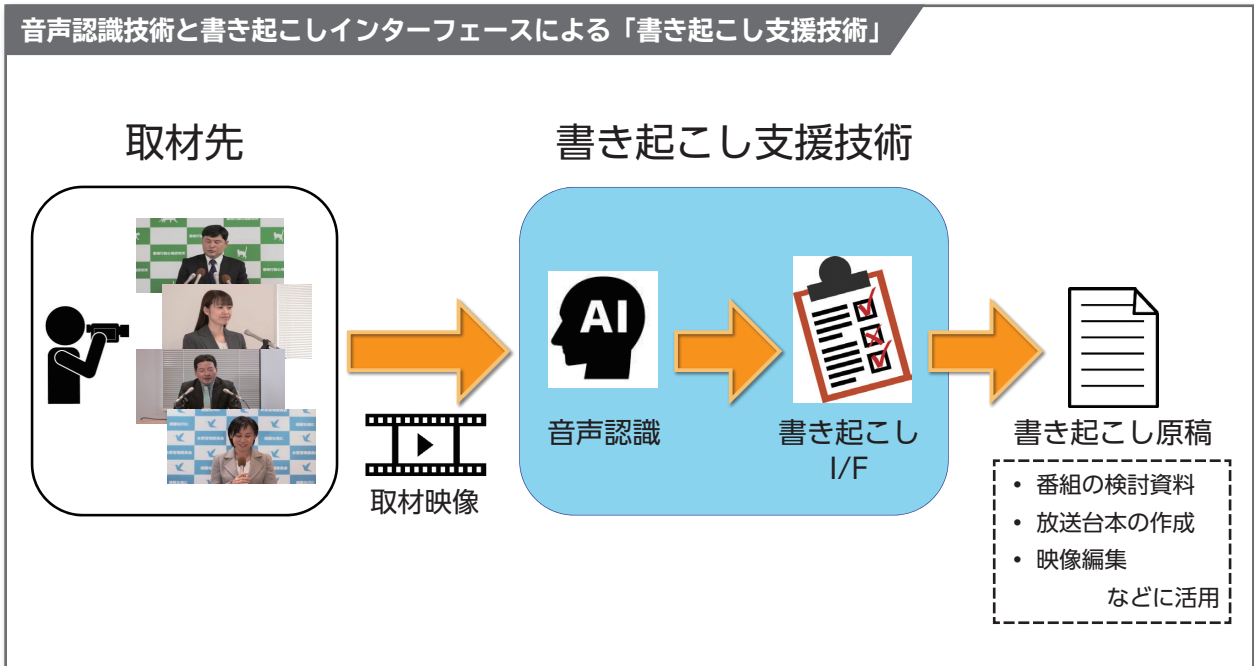 音声認識技術と書き起こしインターフェースによる「書き起こし支援技術」
取材先
書き起こし支援技術
AI
取材映像
音声認識
書き起こし
I/F
書き起こし原稿
• 番組の検討資料
• 放送台本の作成
• 映像編集
などに活用